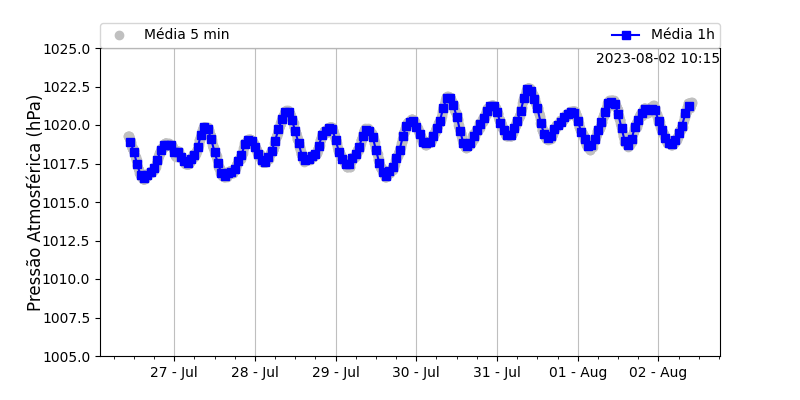 Média 5 min
Média 1h
2023-08-02 10:15
Pressão Atmosférica (hPa)
1025.0
1022.5
1020.0
1017.5
1015.0
1012.5
1010.0
1007.5
1005.0
27 - Jul
28 - Jul
29 - Jul
30 - Jul
31 - Jul
01 - Aug
02 - Aug